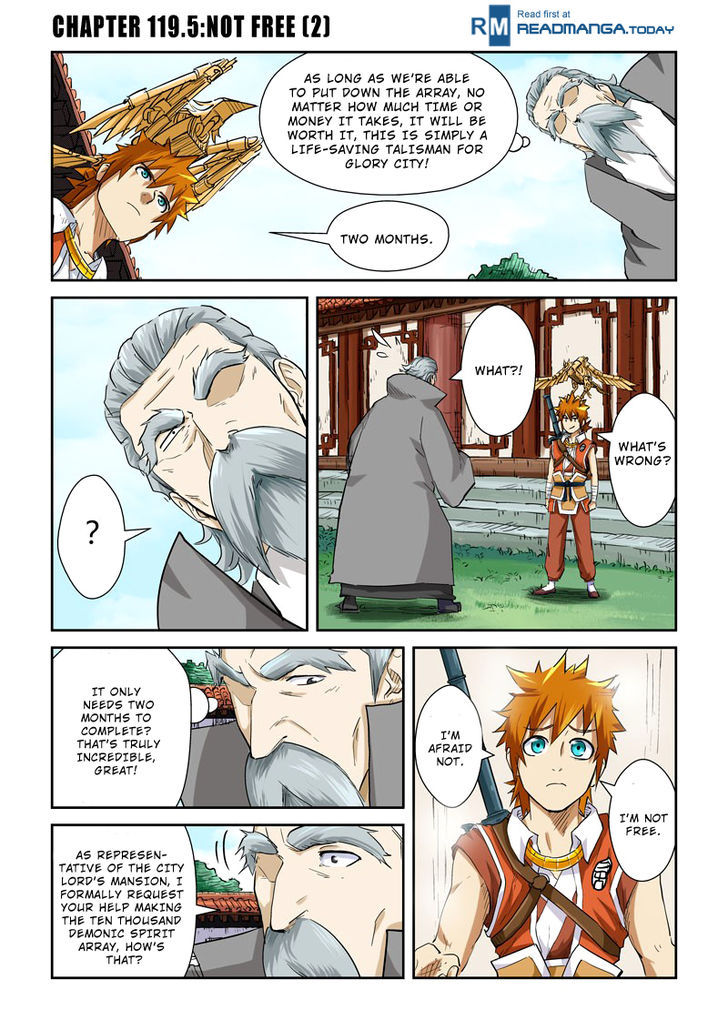 CHAPTER 119.5:NOT FREE (2)
Read first at
RM READMANGA.TODAY
AS LONG AS WE'RE ABLE
TO PUT DOWN THE ARRAY, NO
MATTER HOW MUCH TIME OR
MONEY IT TAKES, IT WILL BE
WORTH IT, THIS IS SIMPLY A
LIFE-SAVING TALISMAN FOR
GLORY CITY!
TWO MONTHS.
?
WHAT?!
WHAT'S
WRONG?
IT ONLY
NEEDS TWO
MONTHS TO
COMPLETE?
THAT'S TRULY
INCREDIBLE,
GREAT!
AS REPRESEN-
TATIVE OF THE CITY
LORD'S MANSION, I
FORMALLY REQUEST
YOUR HELP MAKING
THE TEN THOUSAND
DEMONIC SPIRIT
ARRAY, HOW'S
THAT?
I'M
AFRAID
NOT.
I'M NOT
FREE.